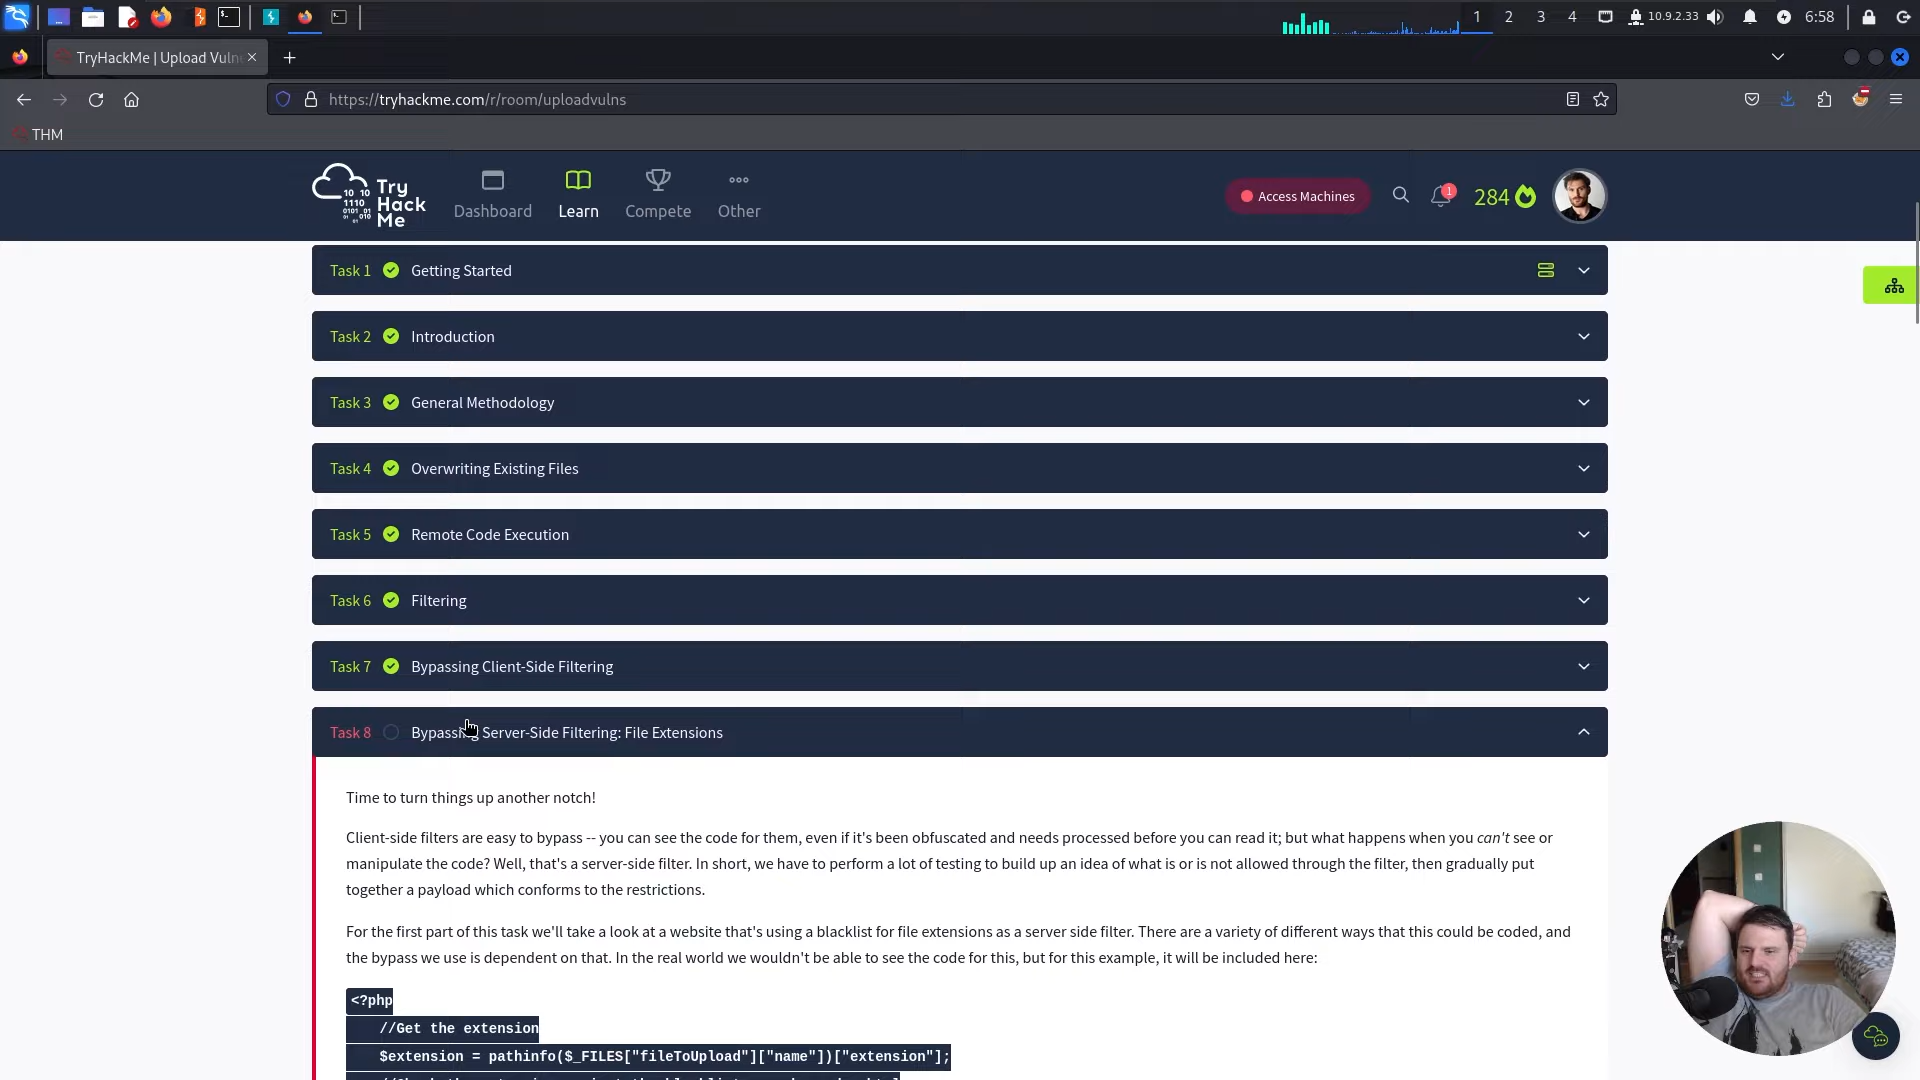 1 2 3 4 10.9.2.33 6:58
TryHackMe | Upload Vuln
https://tryhackme.com/r/room/uploadvulns
THM
Try
Hack
Me
Dashboard
Learn
Compete
Other
Access Machines
1
284
Task 1 Getting Started
Task 2 Introduction
Task 3 General Methodology
Task 4 Overwriting Existing Files
Task 5 Remote Code Execution
Task 6 Filtering
Task 7 Bypassing Client-Side Filtering
Task 8 Bypassing Server-Side Filtering: File Extensions
Time to turn things up another notch!
Client-side filters are easy to bypass -- you can see the code for them, even if it's been obfuscated and needs processed before you can read it; but what happens when you can't see or
manipulate the code? Well, that's a server-side filter. In short, we have to perform a lot of testing to build up an idea of what is or is not allowed through the filter, then gradually put
together a payload which conforms to the restrictions.
For the first part of this task we'll take a look at a website that's using a blacklist for file extensions as a server side filter. There are a variety of different ways that this could be coded, and
the bypass we use is dependent on that. In the real world we wouldn't be able to see the code for this, but for this example, it will be included here:
<?php
//Get the extension
$extension = pathinfo($_FILES["fileToUpload"]["name"])["extension"];